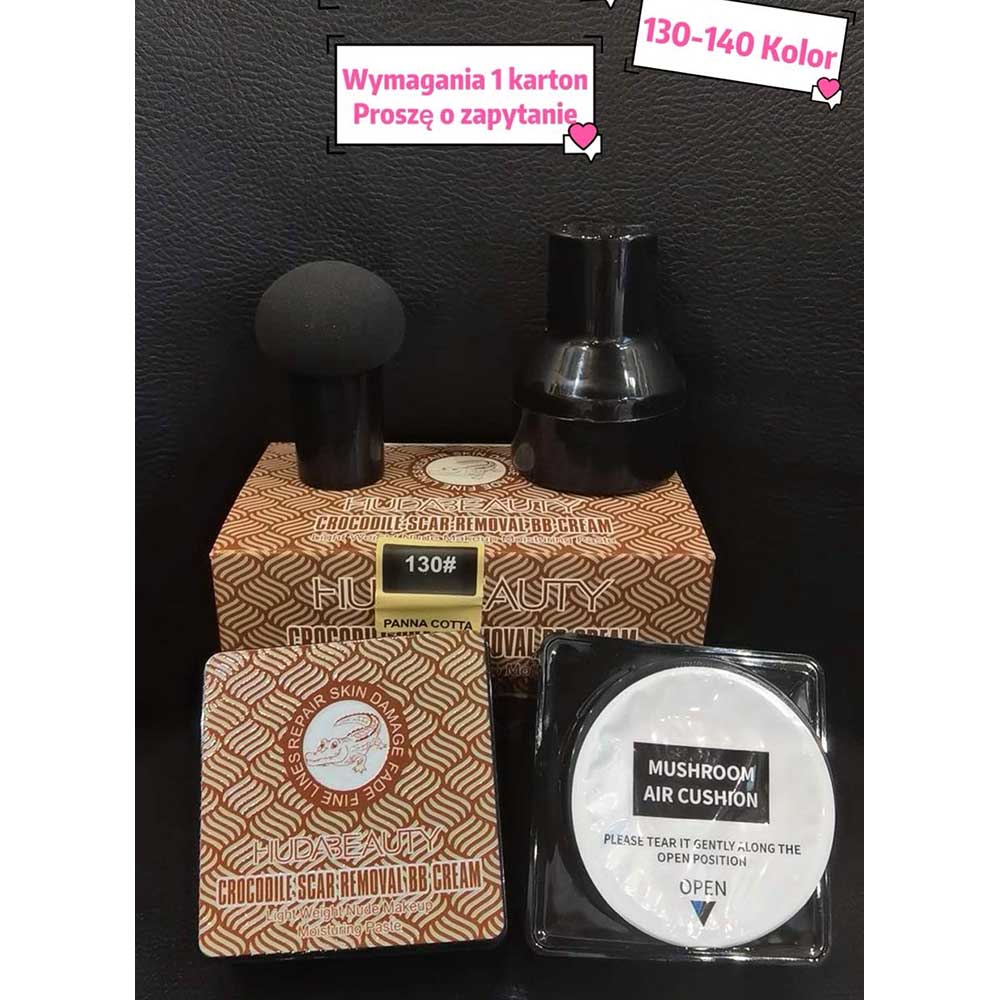 130-140 Kolor
Wymagania 1 karton
Proszę o zapytanie
HUDABEAUTY
CROCODILE SCAR REMOVAL BB CREAM
130#
PANNA COTTA
REPAIR SKIN DAMAGE FADE FINE LINES
HUDABEAUTY
CROCODILE SCAR REMOVAL BB CREAM
Light Weight Nude Makeup
Moisturing Paste
MUSHROOM
AIR CUSHION
PLEASE TEAR IT GENTLY ALONG THE
OPEN POSITION
OPEN